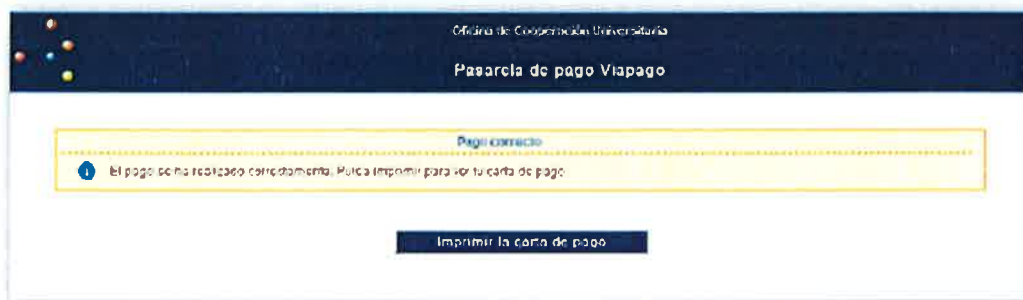 Oficina de Cooperación Universitaria
Pasarela de pago Viapago
Pago correcto
El pago se ha realizado correctamente. Pulsa Imprimir para ver tu carta de pago.
Imprimir la carta de pago